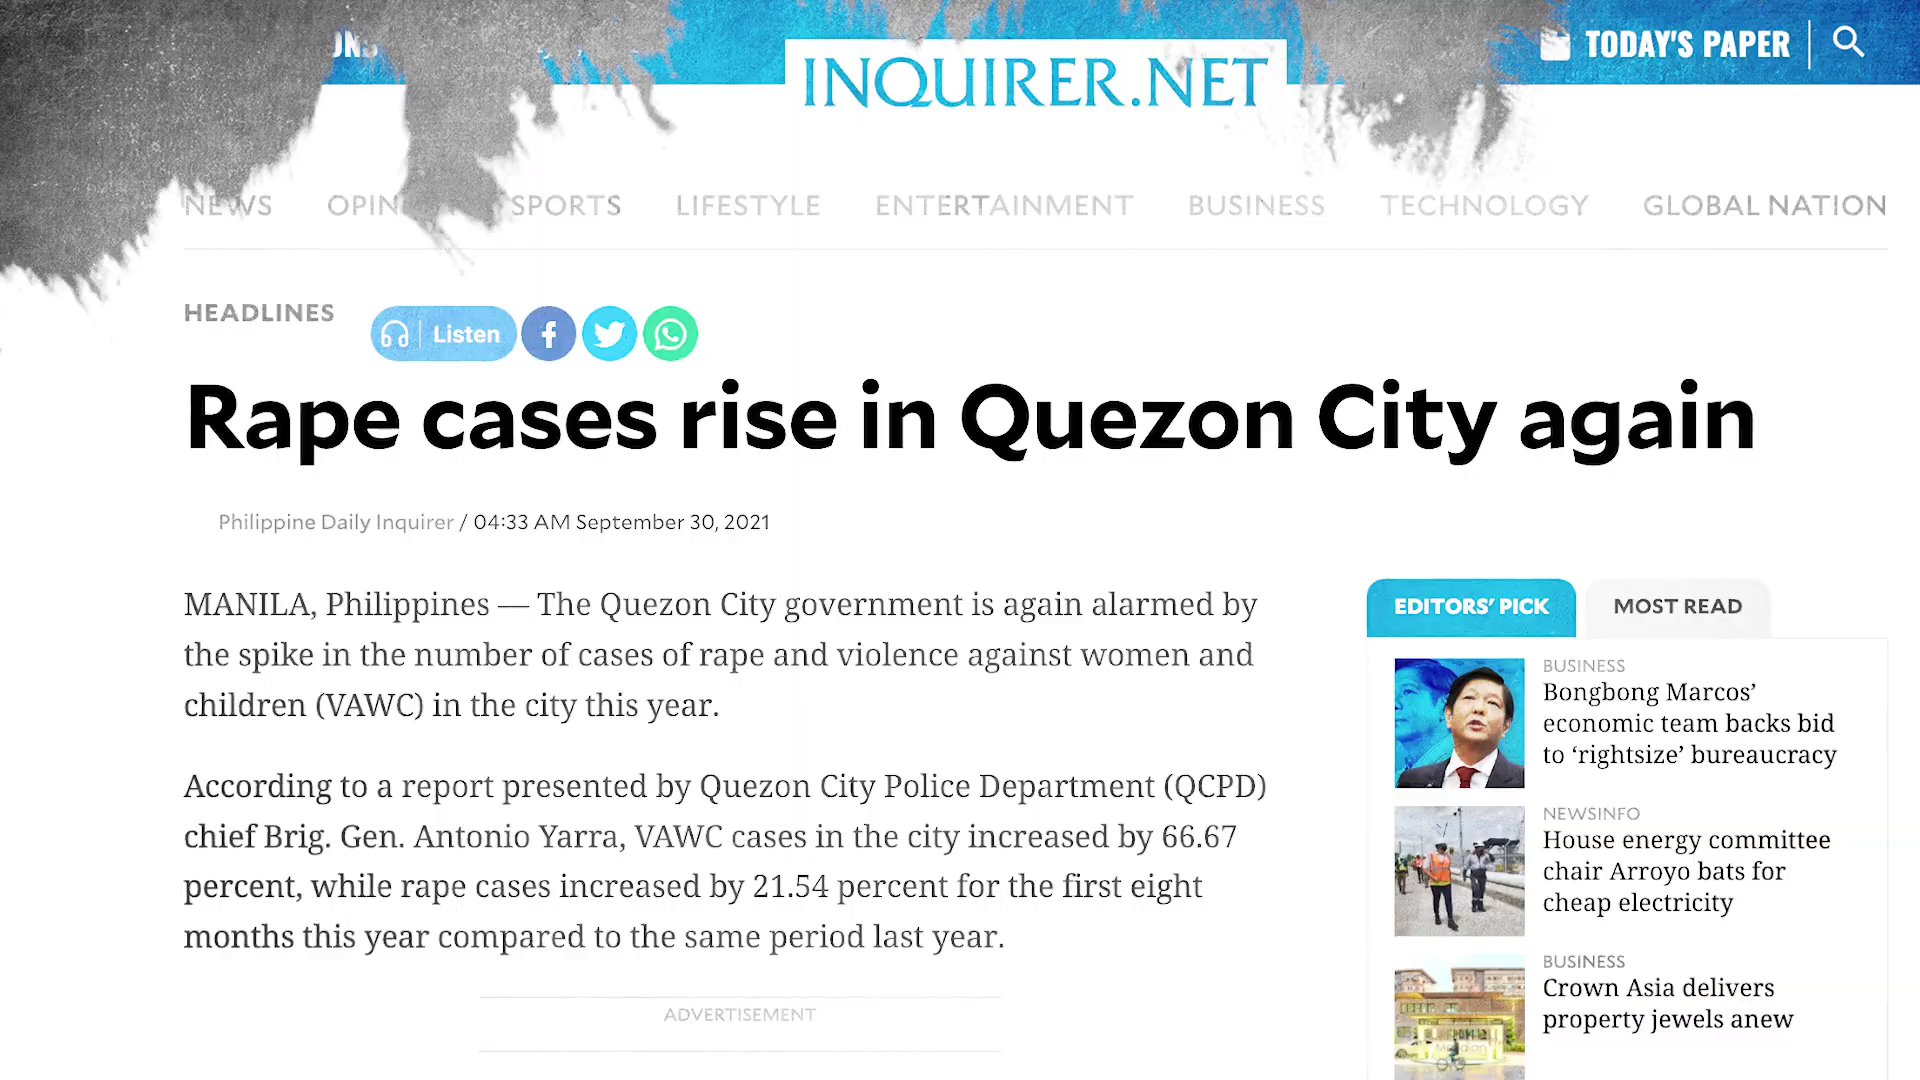 TODAY'S PAPER
INQUIRER.NET
NEWS SPORTS LIFESTYLE ENTERTAINMENT BUSINESS TECHNOLOGY GLOBAL NATION
HEADLINES
Listen
Rape cases rise in Quezon City again
Philippine Daily Inquirer / 04:33 AM September 30, 2021
MANILA, Philippines — The Quezon City government is again alarmed by
the spike in the number of cases of rape and violence against women and
children (VAWC) in the city this year.
According to a report presented by Quezon City Police Department (QCPD)
chief Brig. Gen. Antonio Yarra, VAWC cases in the city increased by 66.67
percent, while rape cases increased by 21.54 percent for the first eight
months this year compared to the same period last year.
ADVERTISEMENT
EDITORS' PICK
MOST READ
BUSINESS
Bongbong Marcos’
economic team backs bid
to ‘rightsize’ bureaucracy
NEWSINFO
House energy committee
chair Arroyo bats for
cheap electricity
BUSINESS
Crown Asia delivers
property jewels anew